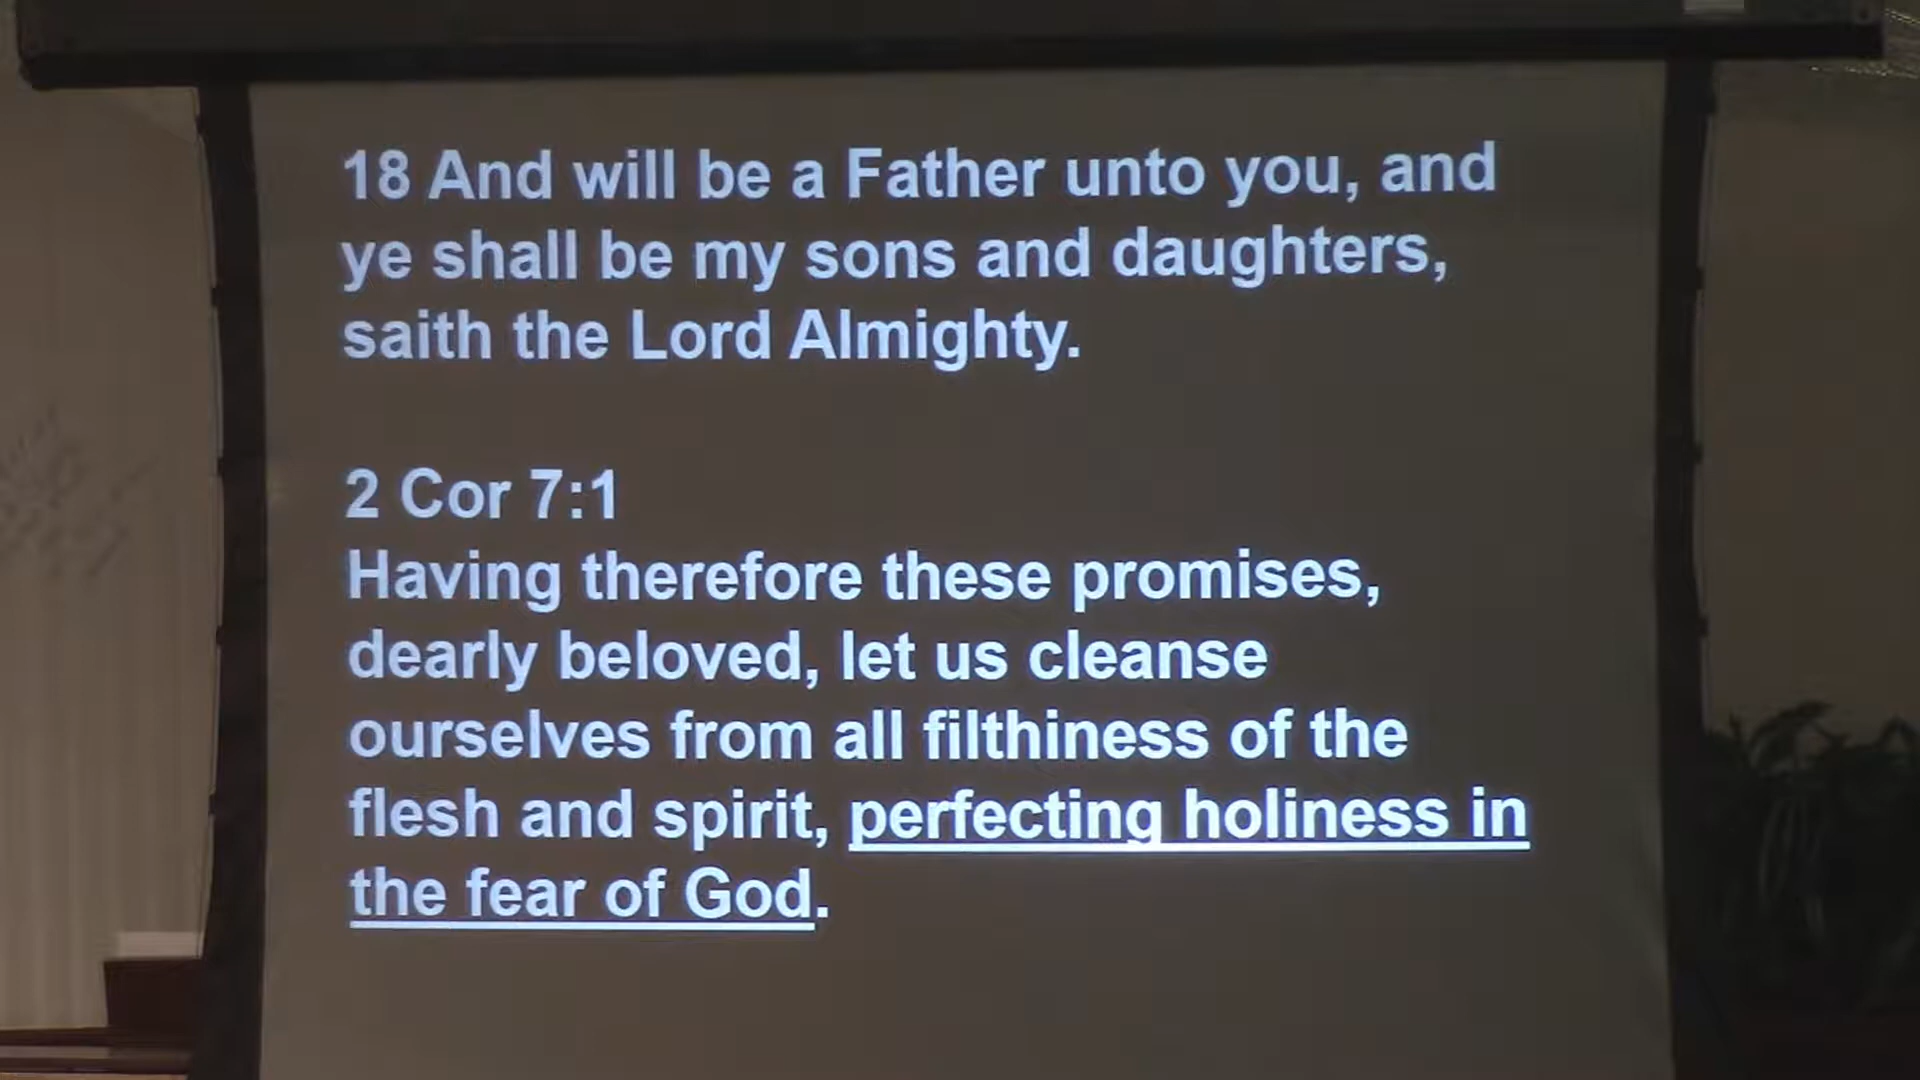 18 And will be a Father unto you, and
ye shall be my sons and daughters,
saith the Lord Almighty.
2 Cor 7:1
Having therefore these promises,
dearly beloved, let us cleanse
ourselves from all filthiness of the
flesh and spirit, perfecting holiness in
the fear of God.